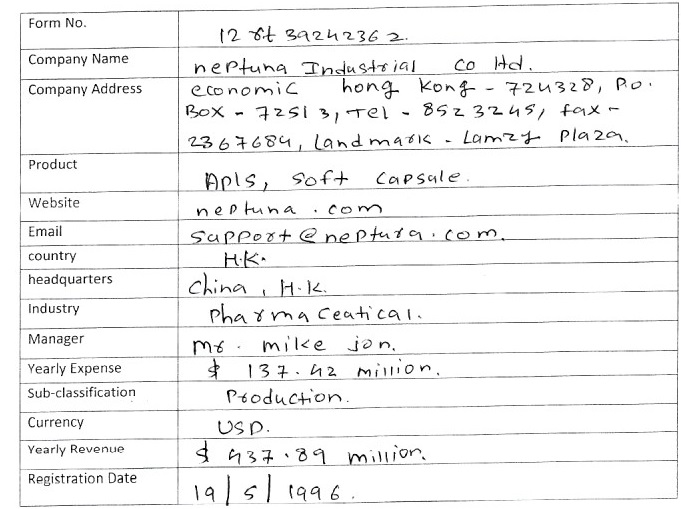 Form No. 12 rt 39242362.
Company Name neptuna Industrial co ltd.
Company Address economic hong kong - 724328, P.O.
Box - 72513, Tel - 8523245, fax -
2367684, Landmark - Lamzy Plaza.
Product APIs, soft capsule.
Website neptuna.com
Email support@neptura.com.
country H.K.
headquarters China, H.K.
Industry pharmaceatical.
Manager mr. mike jon.
Yearly Expense $ 137.42 million.
Sub-classification Production.
Currency USD.
Yearly Revenue $ 437.89 million.
Registration Date 19/5/1996.